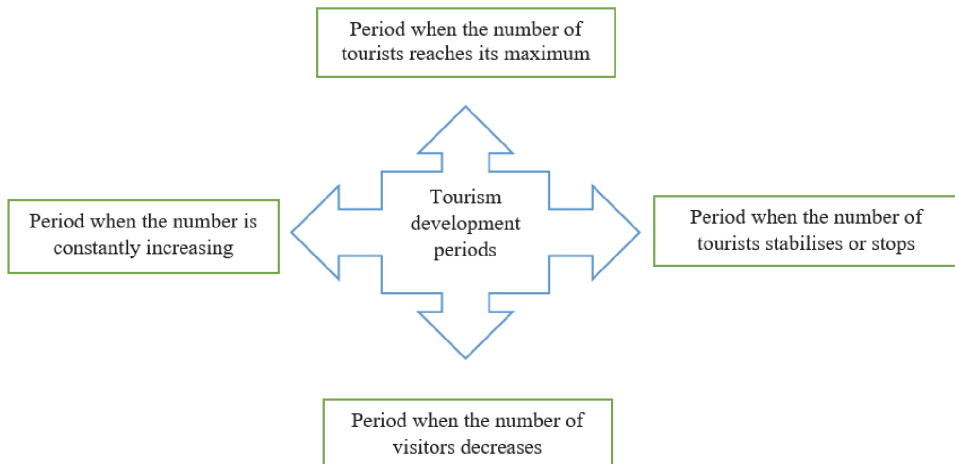 Period when the number of
tourists reaches its maximum
Period when the number is
constantly increasing
Tourism
development
periods
Period when the number of
tourists stabilises or stops
Period when the number of
visitors decreases